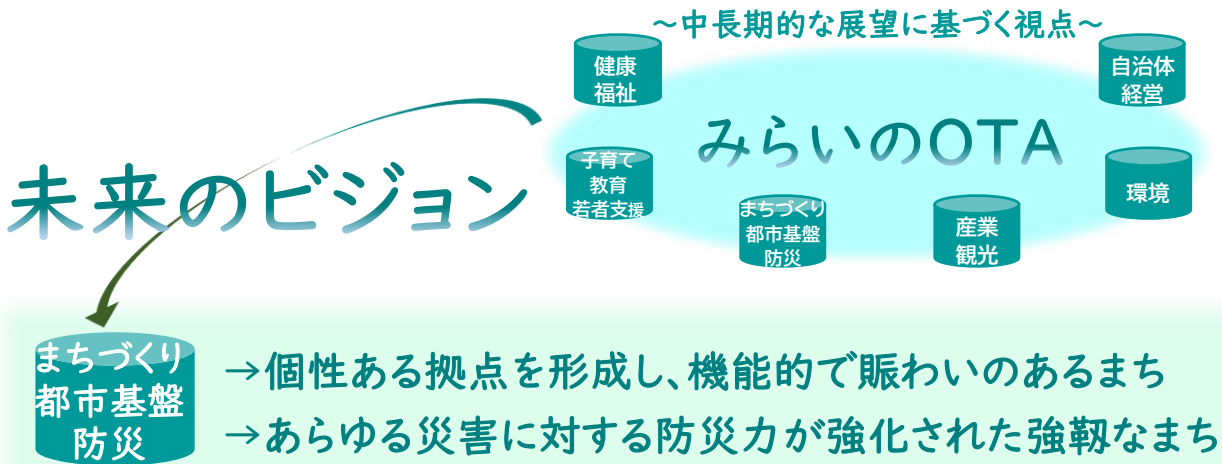 ～中長期的な展望に基づく視点～
健康
福祉
自治体
経営
みらいのOTA
子育て
教育
若者支援
環境
未来のビジョン
まちづくり
都市基盤
防災
産業
観光
まちづくり
都市基盤
防災
→個性ある拠点を形成し、機能的で賑わいのあるまち
→あらゆる災害に対する防災力が強化された強靱なまち